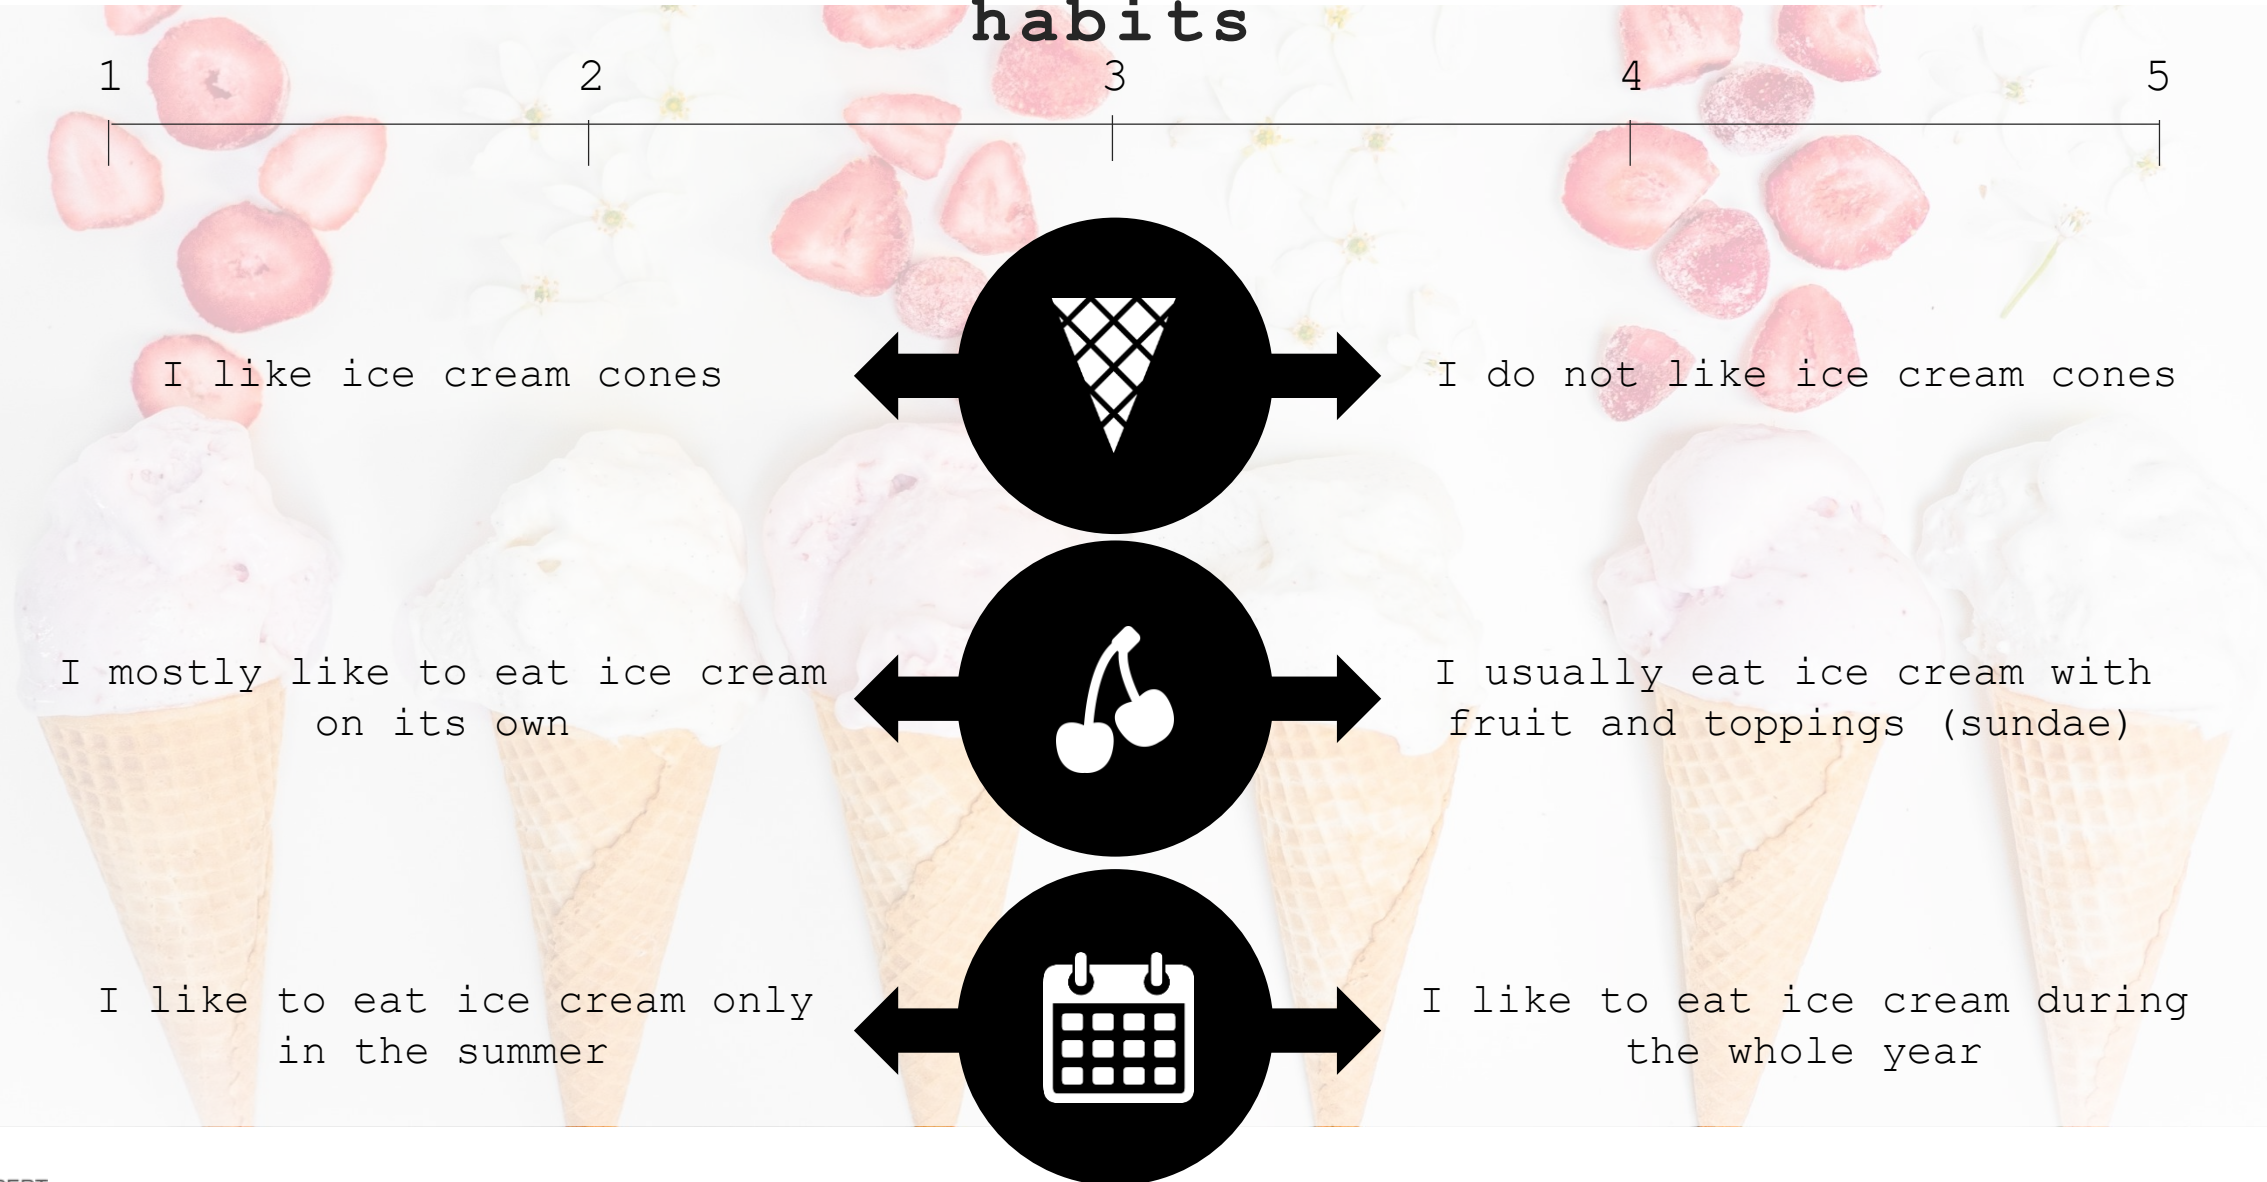 habits
1 2 3 4 5
I like ice cream cones
I do not like ice cream cones
I mostly like to eat ice cream
on its own
I usually eat ice cream with
fruit and toppings (sundae)
I like to eat ice cream only
in the summer
I like to eat ice cream during
the whole year